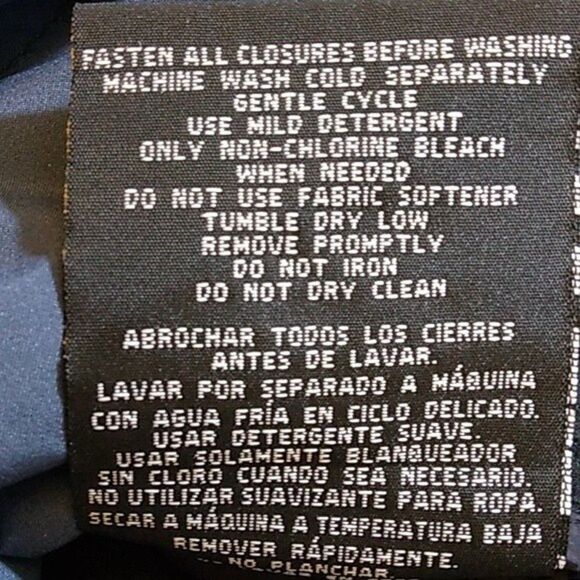 FASTEN ALL CLOSURES BEFORE WASHING
MACHINE WASH COLD SEPARATELY
GENTLE CYCLE
USE MILD DETERGENT
ONLY NON-CHLORINE BLEACH
WHEN NEEDED
DO NOT USE FABRIC SOFTENER
TUMBLE DRY LOW
REMOVE PROMPTLY
DO NOT IRON
DO NOT DRY CLEAN
ABROCHAR TODOS LOS CIERRES
ANTES DE LAVAR.
LAVAR POR SEPARADO A MÁQUINA
CON AGUA FRÍA EN CICLO DELICADO.
USAR DETERGENTE SUAVE.
USAR SOLAMENTE BLANQUEADOR
SIN CLORO CUANDO SEA NECESARIO.
NO UTILIZAR SUAVIZANTE PARA ROPA.
SECAR A MÁQUINA A TEMPERATURA BAJA
REMOVER RÁPIDAMENTE.
NO PLANCHAR.